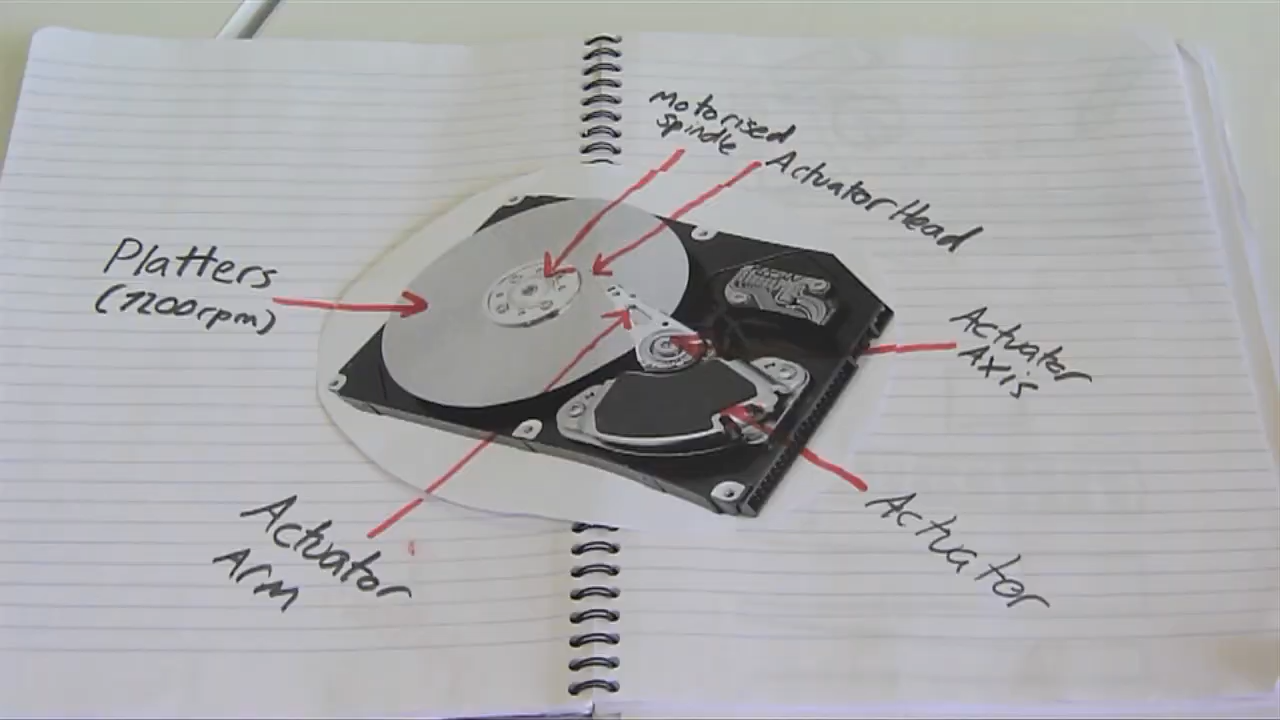 Motorised
spindle
Actuator Head
Platters
(7200rpm)
Actuator
Axis
Actuator
Arm
Actuator